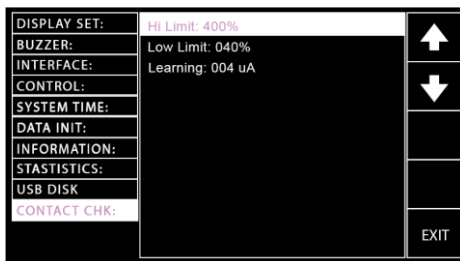 DISPLAY SET:
BUZZER:
INTERFACE:
CONTROL:
SYSTEM TIME:
DATA INIT:
INFORMATION:
STASTISTICS:
USB DISK
CONTACT CHK:
Hi Limit: 400%
Low Limit: 040%
Learning: 004 uA
EXIT